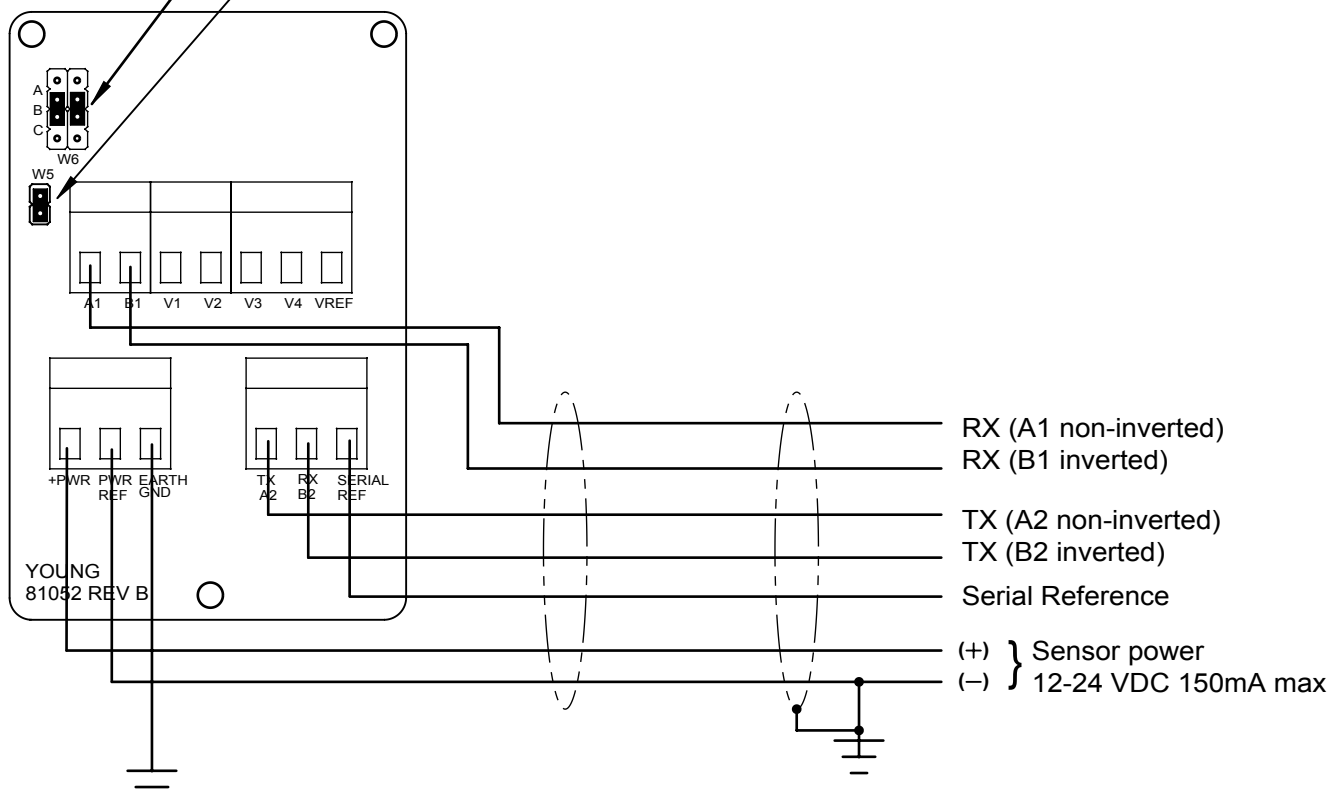 A
B
C
W6
W5
A1 B1 V1 V2 V3 V4 VREF
+PWR PWR REF EARTH GND
TX A2 RX B2 SERIAL REF
YOUNG
81052 REV B
RX (A1 non-inverted)
RX (B1 inverted)
TX (A2 non-inverted)
TX (B2 inverted)
Serial Reference
(+) } Sensor power
(−) 12-24 VDC 150mA max